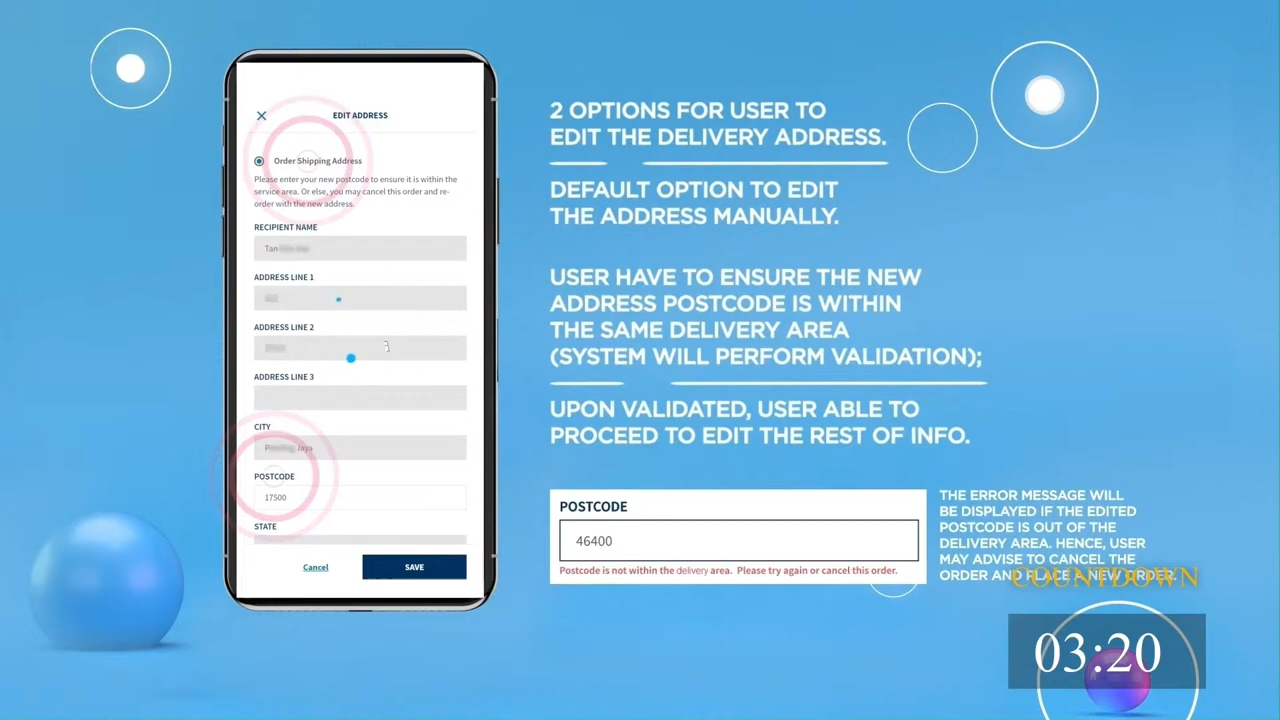 EDIT ADDRESS
Order Shipping Address
Please enter your new postcode to ensure it is within the
service area. Or else, you may cancel this order and re-
order with the new address.
RECIPIENT NAME
Tan
ADDRESS LINE 1
ADDRESS LINE 2
ADDRESS LINE 3
CITY
Jaya
POSTCODE
17500
STATE
Cancel
SAVE
2 OPTIONS FOR USER TO
EDIT THE DELIVERY ADDRESS.
DEFAULT OPTION TO EDIT
THE ADDRESS MANUALLY.
USER HAVE TO ENSURE THE NEW
ADDRESS POSTCODE IS WITHIN
THE SAME DELIVERY AREA
(SYSTEM WILL PERFORM VALIDATION);
UPON VALIDATED, USER ABLE TO
PROCEED TO EDIT THE REST OF INFO.
POSTCODE
46400
Postcode is not within the delivery area. Please try again or cancel this order.
THE ERROR MESSAGE WILL
BE DISPLAYED IF THE EDITED
POSTCODE IS OUT OF THE
DELIVERY AREA. HENCE, USER
MAY ADVISE TO CANCEL THE
ORDER AND PLACE A NEW ORDER.
COUNTDOWN
03:20